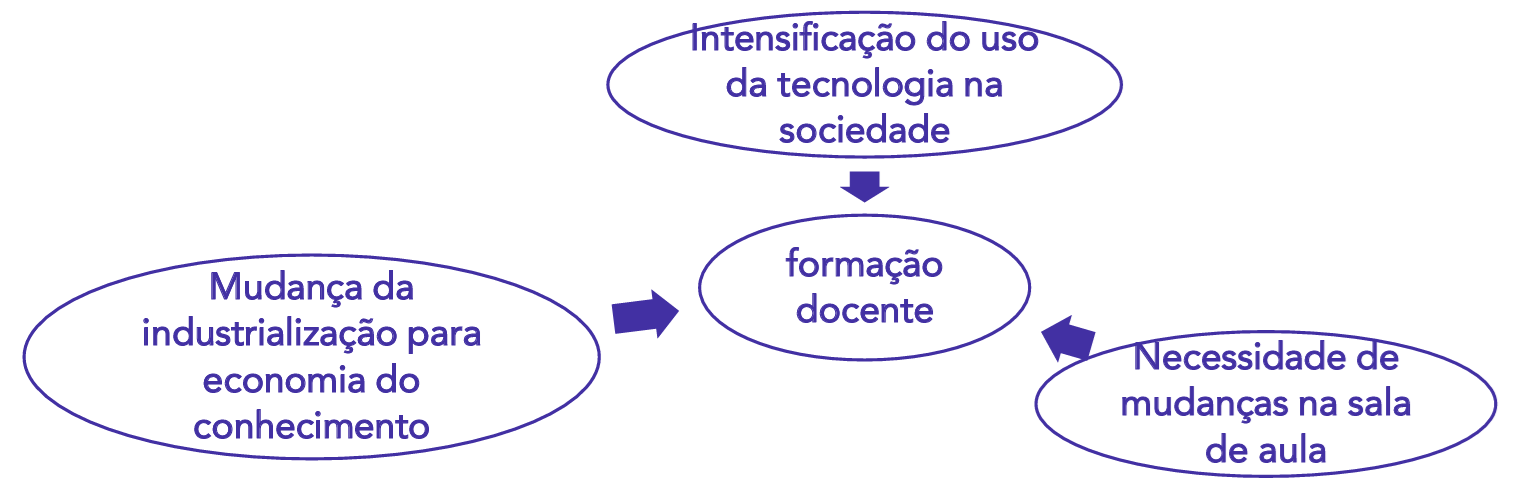 Intensificação do uso
da tecnologia na
sociedade
formação
docente
Mudança da
industrialização para
economia do
conhecimento
Necessidade de
mudanças na sala
de aula